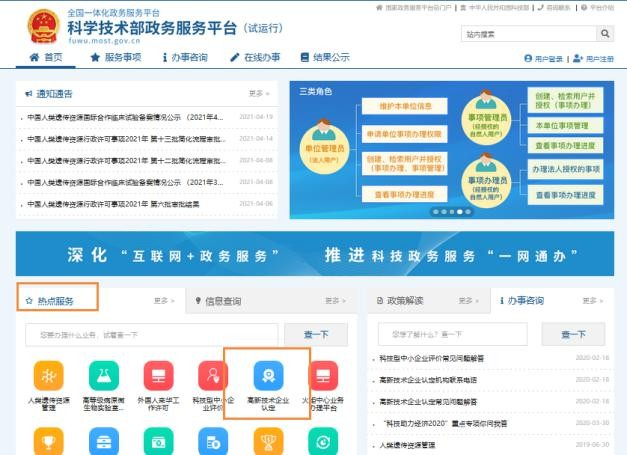 全国一体化政务服务平台
科学技术部政务服务平台(试运行)
fuwu.most.gov.cn
国家政务服务平台总门户 | 中华人民共和国科技部 | 咨询联系 | 平台介绍
站内搜索
首页
服务事项
办事咨询
在线办事
结果公示
用户登录 | 用户注册
通知通告
更多 >
中国人类遗传资源国际合作临床试验备案情况公示 (2021年4...
2021-04-19
中国人类遗传资源行政许可事项2021年 第十三批简化流程审批...
2021-04-14
中国人类遗传资源行政许可事项2021年 第十二批简化流程审批...
2021-04-08
中国人类遗传资源国际合作临床试验备案情况公示 (2021年3...
2021-04-08
中国人类遗传资源行政许可事项2021年 第六批审批结果
2021-04-06
三类角色
单位管理员
(法人用户)
维护本单位信息
申请单位事项办理权限
创建、检索用户并授权
(事项办理、事项管理)
查看事项办理进度
事项管理员
(经授权的
自然人用户)
创建、检索用户并
授权(事项办理)
本单位事项管理
查看事项办理进度
事项办理员
(经授权的
自然人用户)
办理法人授权的事项
查看事项办理进度
深化“互联网+政务服务” 推进科技政务服务“一网通办”
热点服务
更多 >
信息查询
更多 >
您要办理什么业务,试着查一下
查一下
人类遗传资源
管理
高等级病原微
生物实验室...
外国人来华工
作许可
科技型中小企
业评价
高新技术企业
认定
火炬中心业务
办理平台
政策解读
更多 >
办事咨询
更多 >
您想了解什么?查一下
查一下
科技型中小企业评价常见问题解答
2020-02-18
高新技术企业认定机构联系电话
2020-02-18
高新技术企业认定常见问题解答
2020-02-18
“科技助力经济2020”重点专项你问我答
2020-03-30
人类遗传资源管理
2019-06-30